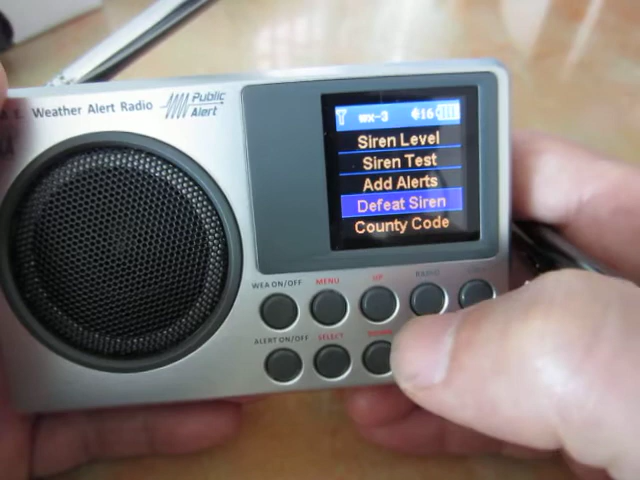 Weather Alert Radio
Public
Alert
wx-3 16
Siren Level
Siren Test
Add Alerts
Defeat Siren
County Code
WEA ON/OFF MENU UP RADIO
ALERT ON/OFF SELECT